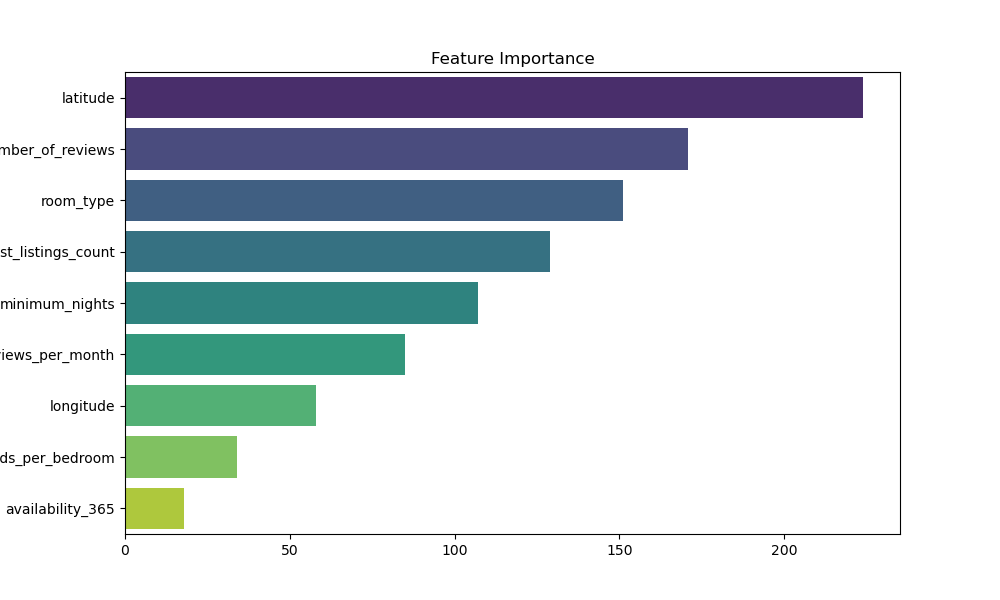 Feature Importance
latitude
mber_of_reviews
room_type
st_listings_count
minimum_nights
views_per_month
longitude
ds_per_bedroom
availability_365
0 50 100 150 200